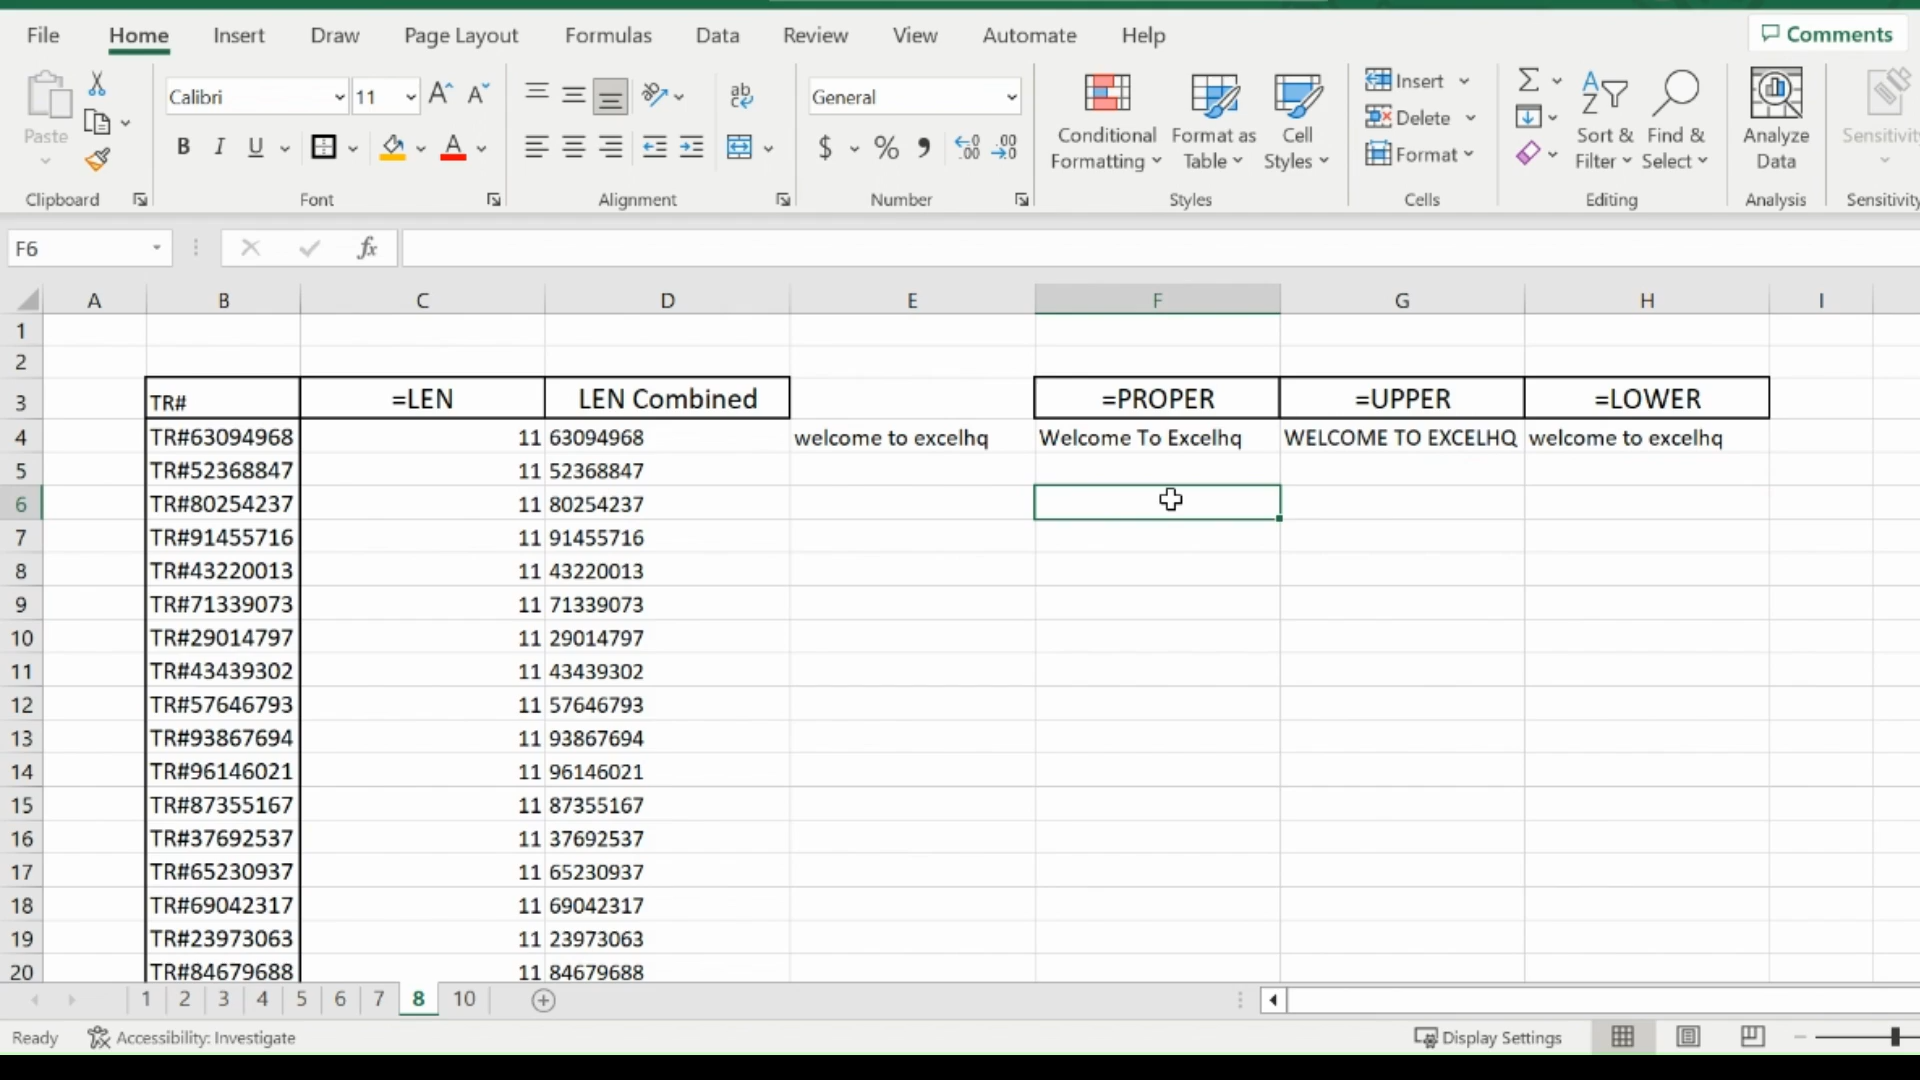 File Home Insert Draw Page Layout Formulas Data Review View Automate Help Comments
Paste
Clipboard
Calibri 11
B I U A
Font
ab
Alignment
General
$ % .00 .00
Number
Conditional Formatting
Format as Table
Cell Styles
Styles
Insert
Delete
Format
Cells
Σ
Sort & Filter
Find & Select
Editing
Analyze Data
Analysis
Sensitivity
Sensitivity
F6 fx
A B C D E F G H I
1
2
3 TR# =LEN LEN Combined =PROPER =UPPER =LOWER
4 TR#63094968 11 63094968 welcome to excelhq Welcome To Excelhq WELCOME TO EXCELHQ welcome to excelhq
5 TR#52368847 11 52368847
6 TR#80254237 11 80254237
7 TR#91455716 11 91455716
8 TR#43220013 11 43220013
9 TR#71339073 11 71339073
10 TR#29014797 11 29014797
11 TR#43439302 11 43439302
12 TR#57646793 11 57646793
13 TR#93867694 11 93867694
14 TR#96146021 11 96146021
15 TR#87355167 11 87355167
16 TR#37692537 11 37692537
17 TR#65230937 11 65230937
18 TR#69042317 11 69042317
19 TR#23973063 11 23973063
20 TR#84679688 11 84679688
1 2 3 4 5 6 7 8 10
Ready Accessibility: Investigate Display Settings